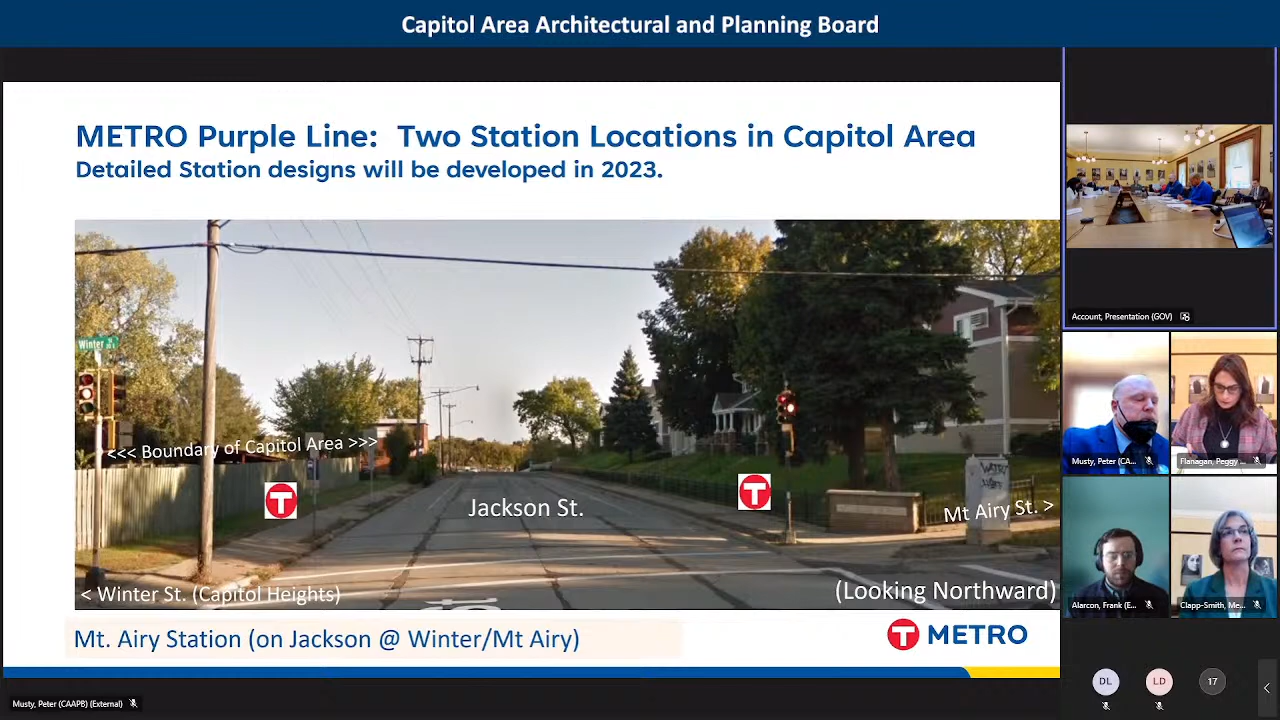 Capitol Area Architectural and Planning Board
METRO Purple Line: Two Station Locations in Capitol Area
Detailed Station designs will be developed in 2023.
Winter
<<< Boundary of Capitol Area >>>
T
T
Jackson St.
Mt Airy St. >
< Winter St. (Capitol Heights)
(Looking Northward)
Mt. Airy Station (on Jackson @ Winter/Mt Airy)
T METRO
Musty, Peter (CAAPB) (External)
Account, Presentation (GOV)
Musty, Peter (CA...
Flanagan, Peggy ...
Alarcon, Frank (E...
Clapp-Smith, Me...
DL
LD
17